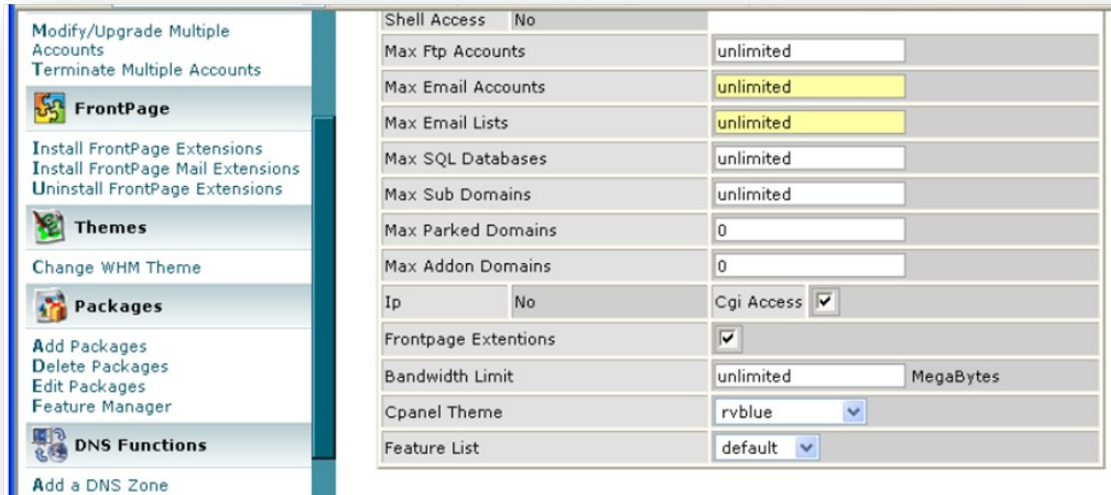 Modify/Upgrade Multiple
Accounts
Terminate Multiple Accounts
FrontPage
Install FrontPage Extensions
Install FrontPage Mail Extensions
Uninstall FrontPage Extensions
Themes
Change WHM Theme
Packages
Add Packages
Delete Packages
Edit Packages
Feature Manager
DNS Functions
Add a DNS Zone
Shell Access No
Max Ftp Accounts unlimited
Max Email Accounts unlimited
Max Email Lists unlimited
Max SQL Databases unlimited
Max Sub Domains unlimited
Max Parked Domains 0
Max Addon Domains 0
Ip No Cgi Access
Frontpage Extentions
Bandwidth Limit unlimited MegaBytes
Cpanel Theme rvblue
Feature List default